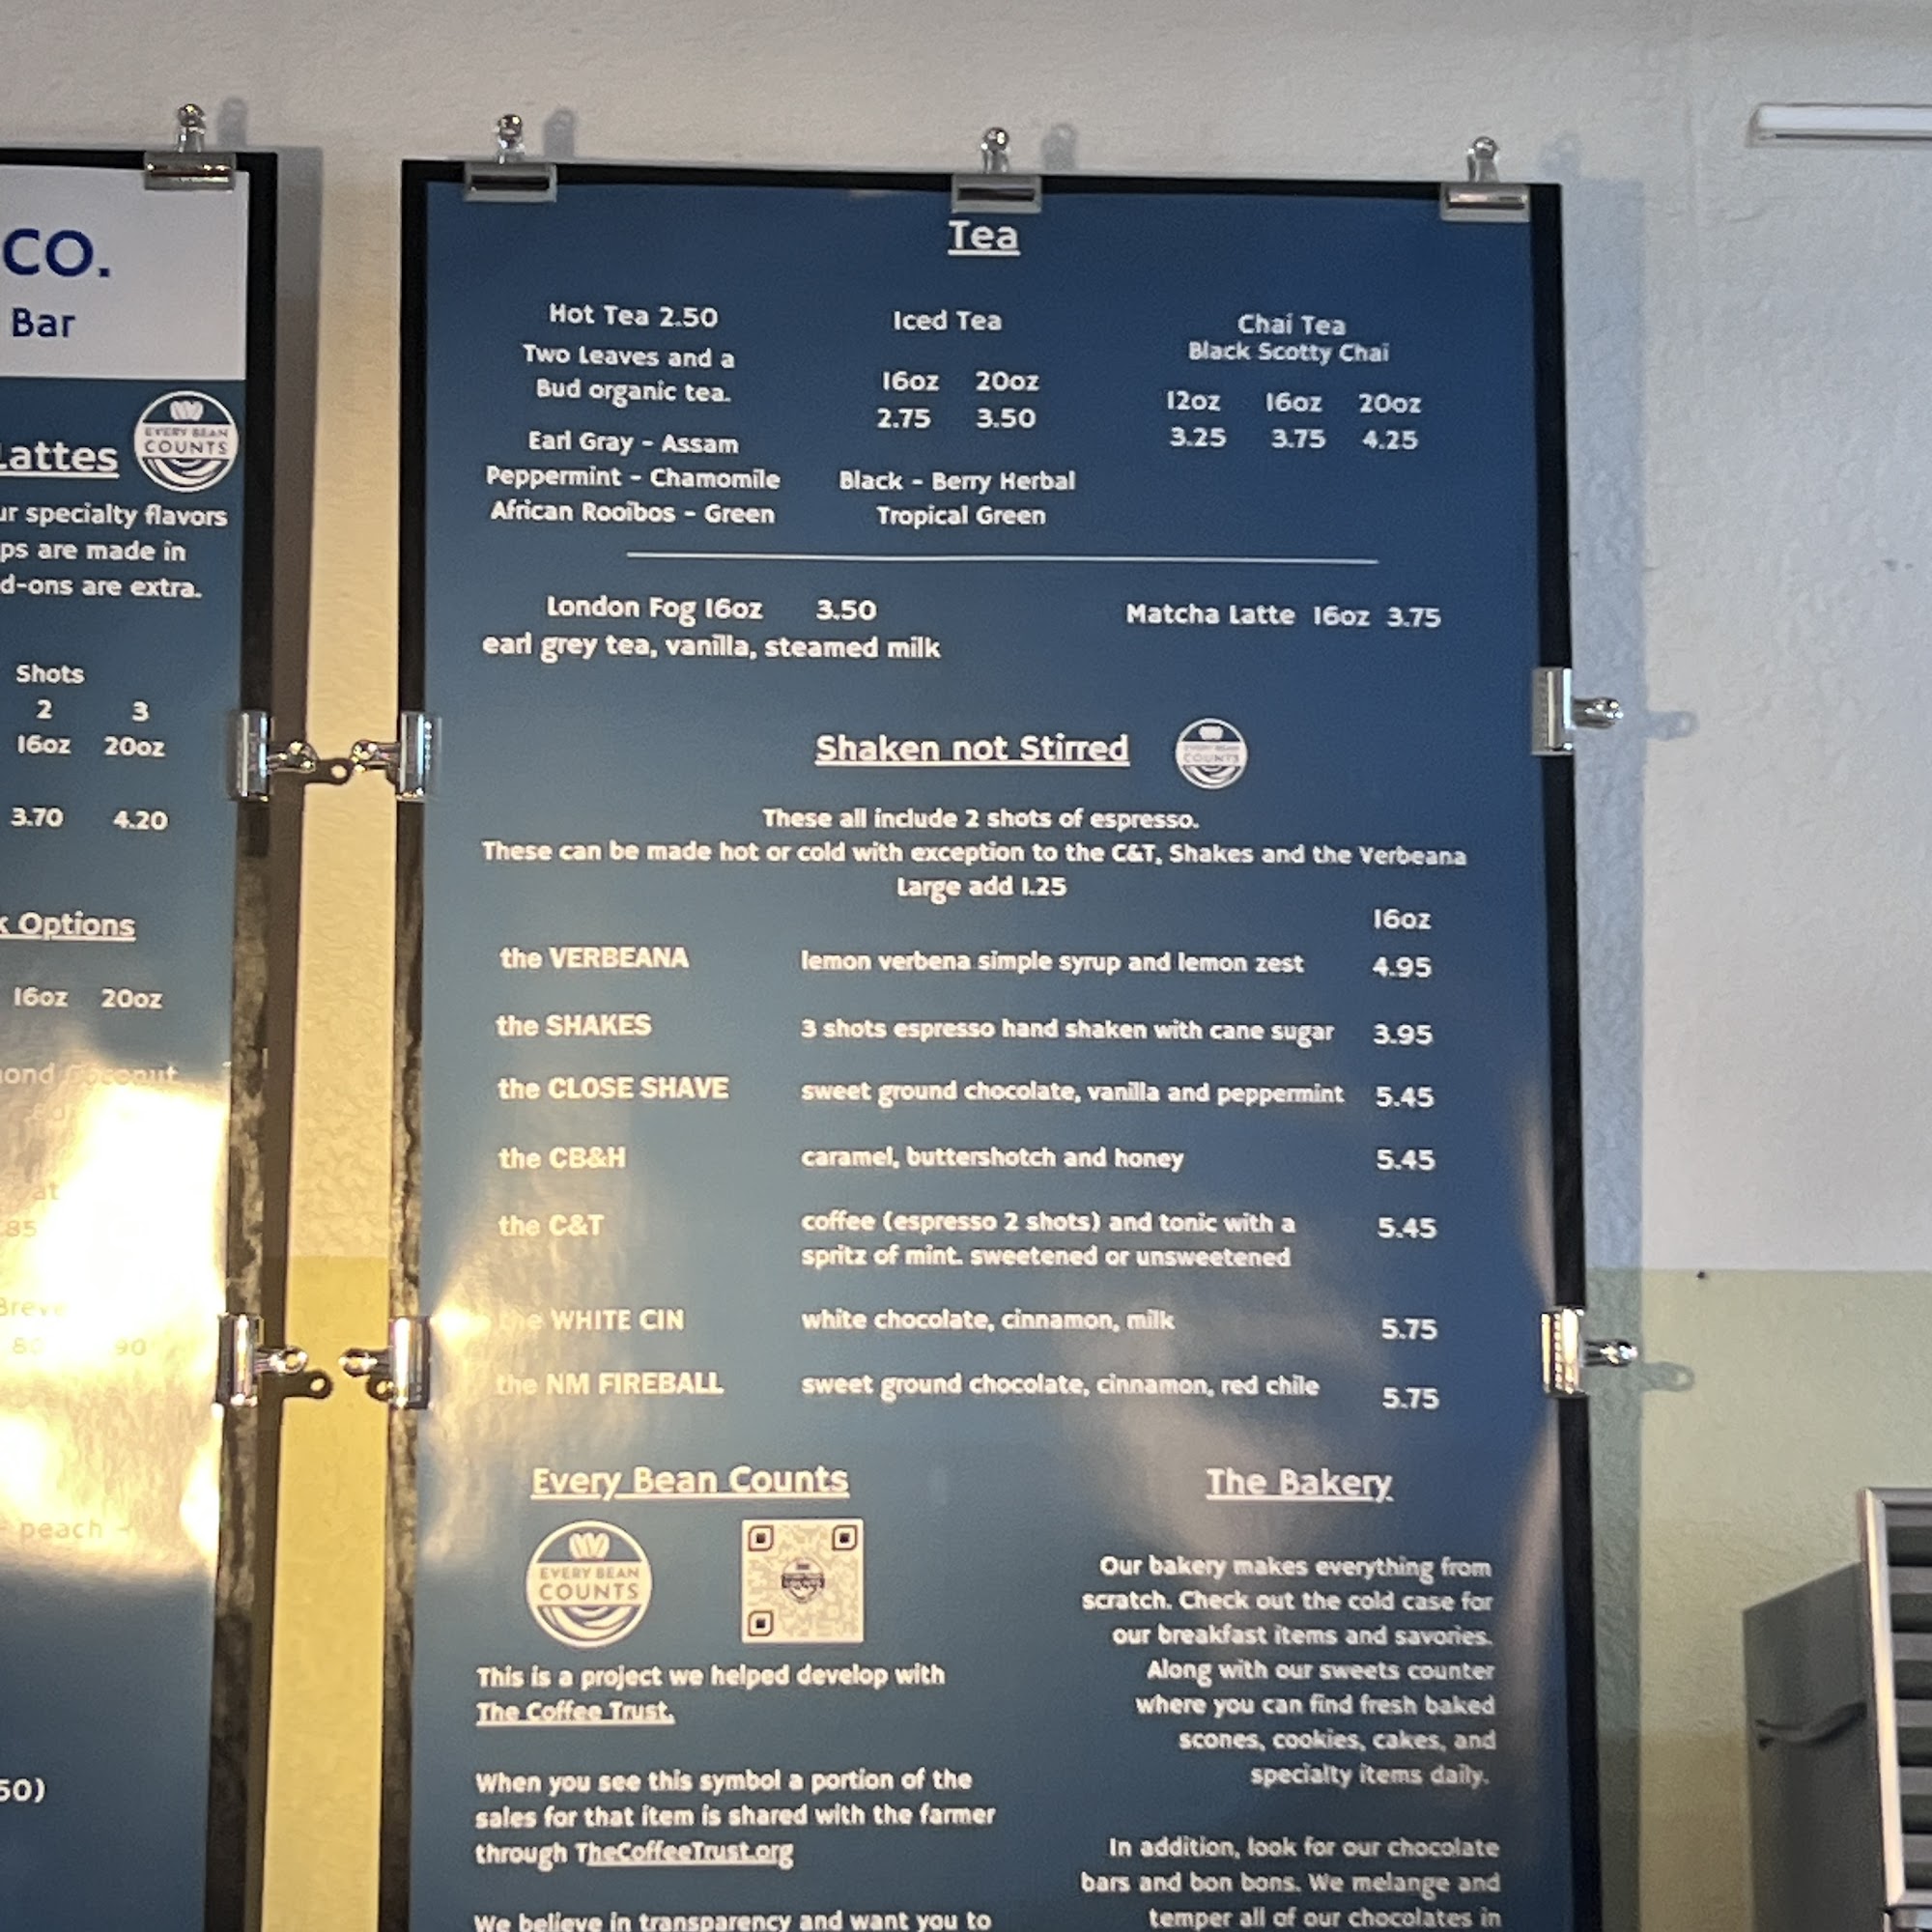 CO.
Bar
EVERY BEAN
COUNTS
Lattes
specialty flavors
are made in
are extra.
Shots
2 3
16oz 20oz
3.70 4.20
Options
16oz 20oz
Coconut
at
85
90
- peach -
50)
Tea
Hot Tea 2.50
Two Leaves and a
Bud organic tea.
Earl Gray - Assam
Peppermint - Chamomile
African Rooibos - Green
Iced Tea
16oz 20oz
2.75 3.50
Black - Berry Herbal
Tropical Green
Chai Tea
Black Scotty Chai
12oz 16oz 20oz
3.25 3.75 4.25
London Fog 16oz 3.50
earl grey tea, vanilla, steamed milk
Matcha Latte 16oz 3.75
Shaken not Stirred
EVERY BEAN
COUNTS
These all include 2 shots of espresso.
These can be made hot or cold with exception to the C&T, Shakes and the Verbeana
Large add 1.25
16oz
the VERBEANA lemon verbena simple syrup and lemon zest 4.95
the SHAKES 3 shots espresso hand shaken with cane sugar 3.95
the CLOSE SHAVE sweet ground chocolate, vanilla and peppermint 5.45
the CB&H caramel, buttershotch and honey 5.45
the C&T coffee (espresso 2 shots) and tonic with a 5.45
spritz of mint. sweetened or unsweetened
the WHITE CIN white chocolate, cinnamon, milk 5.75
the NM FIREBALL sweet ground chocolate, cinnamon, red chile 5.75
Every Bean Counts
EVERY BEAN
COUNTS
This is a project we helped develop with
The Coffee Trust.
When you see this symbol a portion of the
sales for that item is shared with the farmer
through TheCoffeeTrust.org
We believe in transparency and want you to
The Bakery
Our bakery makes everything from
scratch. Check out the cold case for
our breakfast items and savories.
Along with our sweets counter
where you can find fresh baked
scones, cookies, cakes, and
specialty items daily.
In addition, look for our chocolate
bars and bon bons. We melange and
temper all of our chocolates in